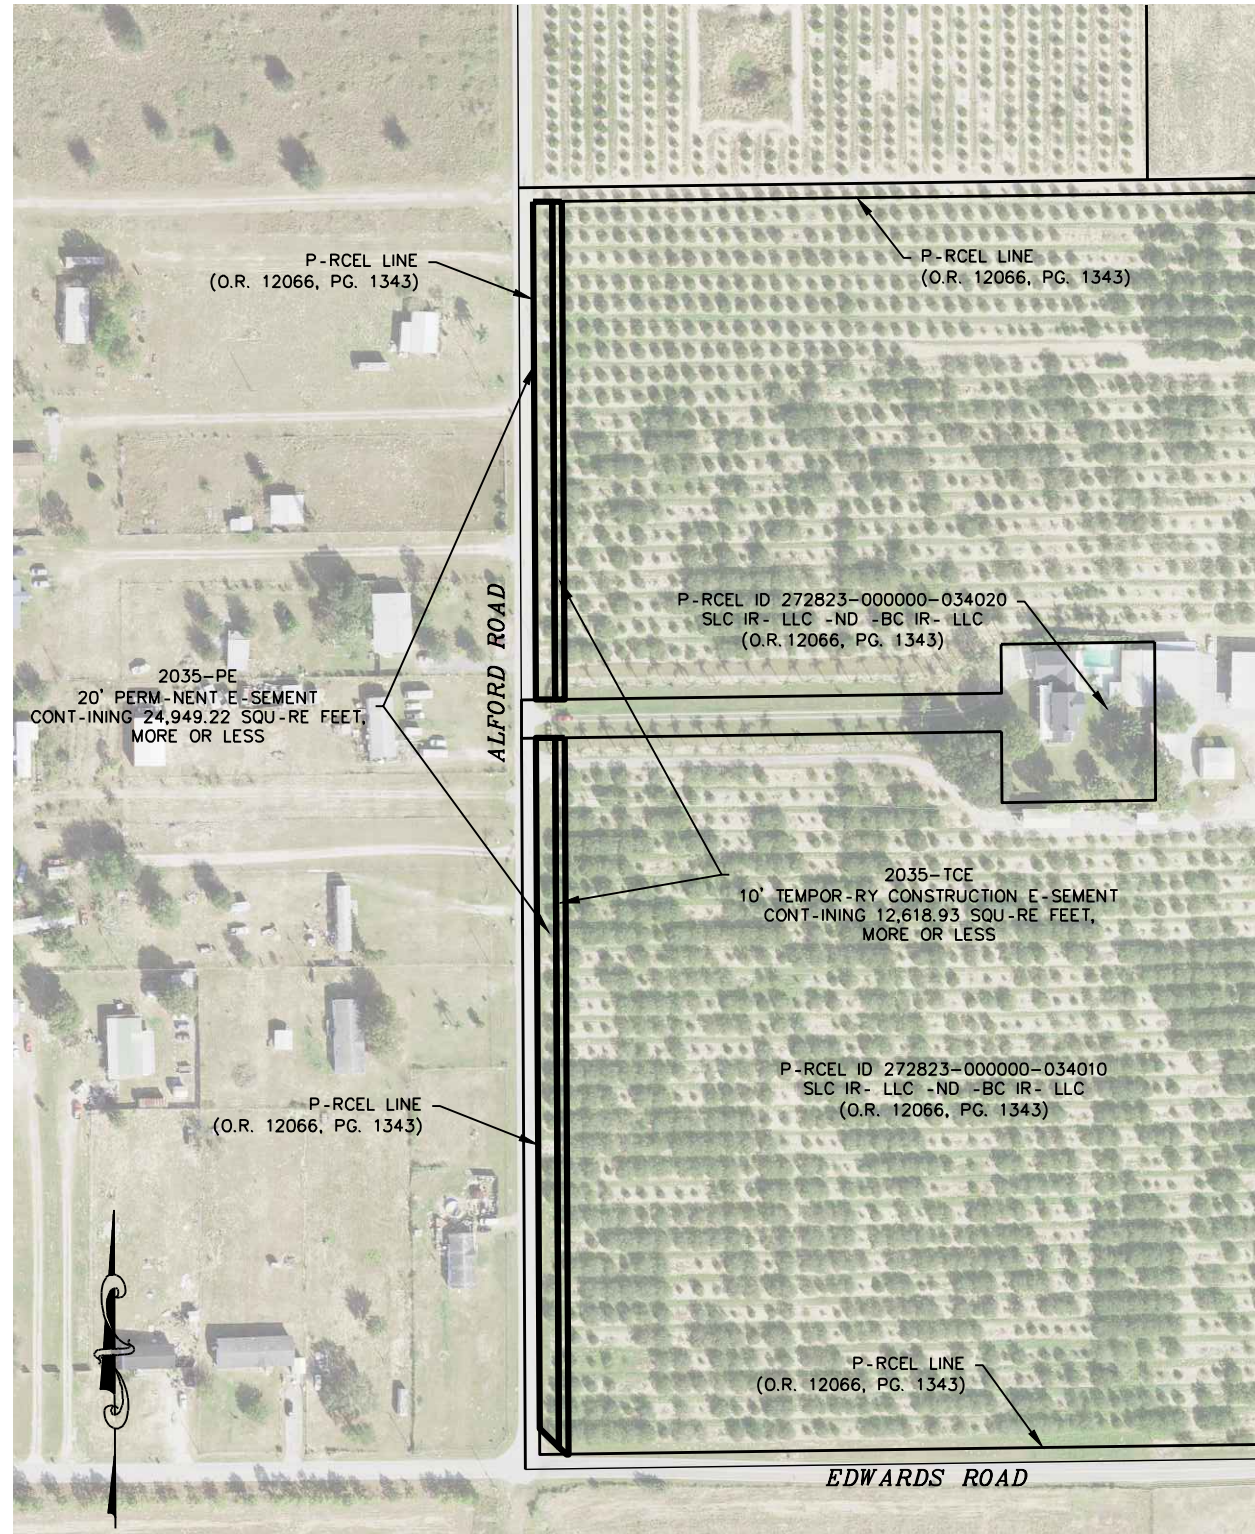 P-RCEL LINE
(O.R. 12066, PG. 1343)
P-RCEL LINE
(O.R. 12066, PG. 1343)
ALFORD ROAD
P-RCEL ID 272823-000000-034020
SLC IR- LLC -ND -BC IR- LLC
(O.R. 12066, PG. 1343)
2035-PE
20' PERM-NENT E-SEMENT
CONT-INING 24,949.22 SQU-RE FEET,
MORE OR LESS
2035-TCE
10' TEMPOR-RY CONSTRUCTION E-SEMENT
CONT-INING 12,618.93 SQU-RE FEET,
MORE OR LESS
P-RCEL ID 272823-000000-034010
SLC IR- LLC -ND -BC IR- LLC
(O.R. 12066, PG. 1343)
P-RCEL LINE
(O.R. 12066, PG. 1343)
P-RCEL LINE
(O.R. 12066, PG. 1343)
EDWARDS ROAD